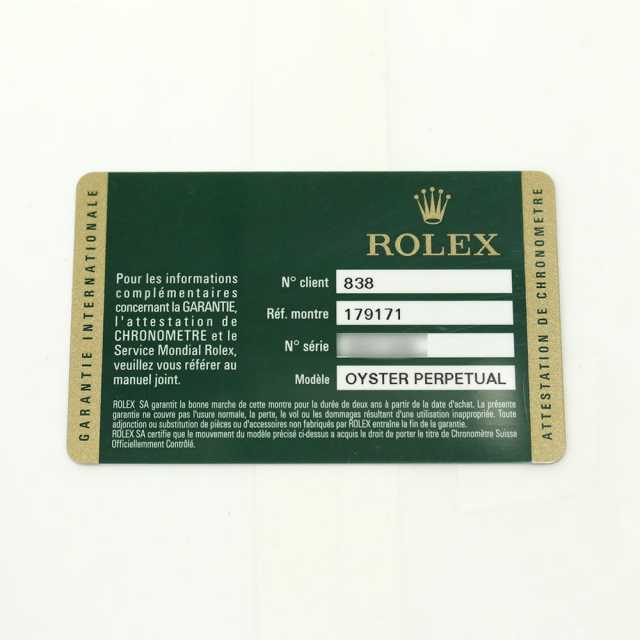 GARANTIE INTERNATIONALE
ROLEX
Pour les informations
complémentaires
concernant la GARANTIE,
l'attestation de
CHRONOMETRE et le
Service Mondial Rolex,
veuillez vous référer au
manuel joint.
N° client 838
Réf. montre 179171
N° série
Modèle OYSTER PERPETUAL
ROLEX SA garantit la bonne marche de cette montre pour la durée de deux ans à partir de la date d'achat. La présente
garantie ne couvre pas l'usure normale, la perte, le vol ou les dommages résultant d'une utilisation inappropriée. Toute
adjonction ou substitution de pièces ou d'accessoires non fabriqués par ROLEX entraîne la fin de la garantie.
ROLEX SA certifie que le mouvement du modèle précisé ci-dessus a acquis le droit de porter le titre de Chronomètre Suisse
Officiellement Contrôlé.
ATTESTATION DE CHRONOMETRE